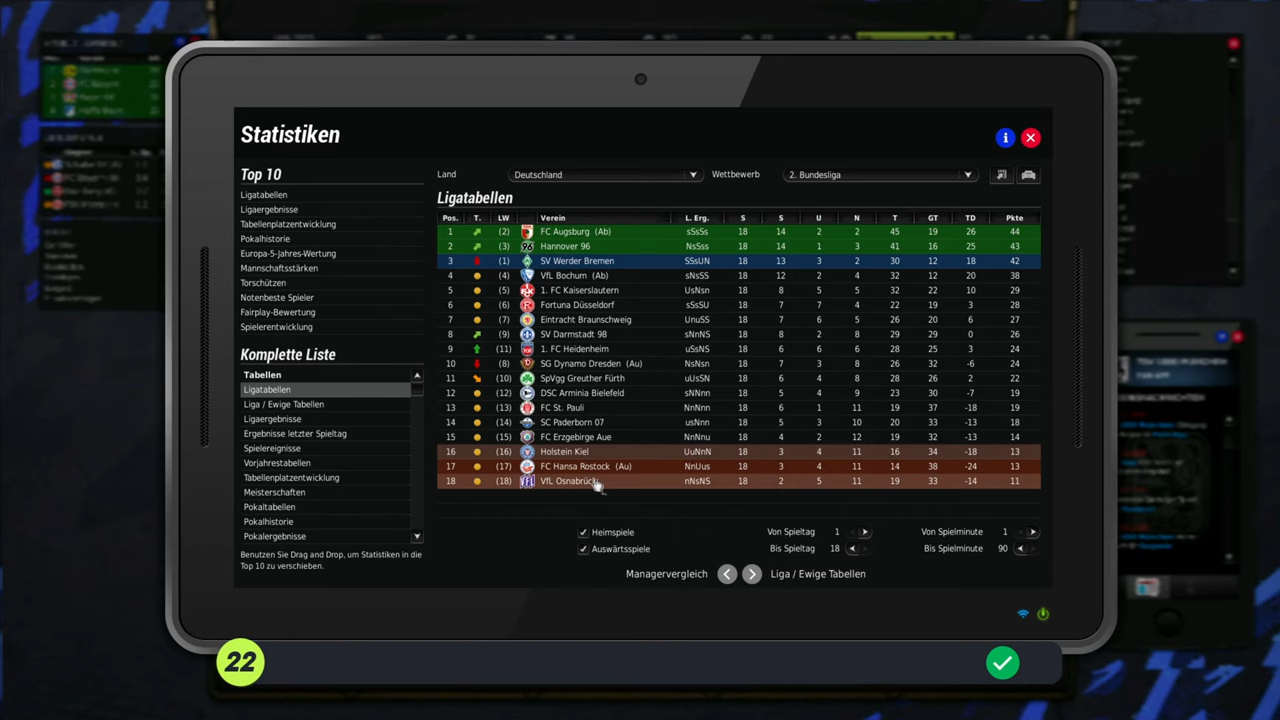 Statistiken
Top 10
Ligatabellen
Ligaergebnisse
Tabellenplatzentwicklung
Pokalhistorie
Europa-5-Jahres-Wertung
Mannschaftsstärken
Torschützen
Notenbeste Spieler
Fairplay-Bewertung
Spielerentwicklung
Komplette Liste
Tabellen
Ligatabellen
Liga / Ewige Tabellen
Ligaergebnisse
Ergebnisse letzter Spieltag
Spielereignisse
Vorjahrestabellen
Tabellenplatzentwicklung
Meisterschaften
Pokaltabellen
Pokalhistorie
Pokalergebnisse
Benutzen Sie Drag and Drop, um Statistiken in die
Top 10 zu verschieben.
Land Deutschland Wettbewerb 2. Bundesliga
Ligatabellen
Pos. T. LW Verein L. Erg. S S U N T GT TD Pkte
1 (2) FC Augsburg (Ab) sSsSs 18 14 2 2 45 19 26 44
2 (3) Hannover 96 NsSss 18 14 1 3 41 16 25 43
3 (1) SV Werder Bremen SSsUN 18 13 3 2 30 12 18 42
4 (4) VfL Bochum (Ab) sNsSS 18 12 2 4 32 12 20 38
5 (5) 1. FC Kaiserslautern UsNsn 18 8 5 5 32 22 10 29
6 (6) Fortuna Düsseldorf sSsSU 18 7 7 4 22 19 3 28
7 (7) Eintracht Braunschweig UnuSS 18 7 6 5 26 20 6 27
8 (9) SV Darmstadt 98 sNnNS 18 8 2 8 29 29 0 26
9 (11) 1. FC Heidenheim uSsNS 18 6 6 6 28 25 3 24
10 (8) SG Dynamo Dresden (Au) NsNsn 18 7 3 8 26 32 -6 24
11 (10) SpVgg Greuther Fürth uUsSN 18 6 4 8 28 26 2 22
12 (12) DSC Arminia Bielefeld sNNnn 18 5 4 9 23 30 -7 19
13 (13) FC St. Pauli NnNnn 18 6 1 11 19 37 -18 19
14 (14) SC Paderborn 07 usNnn 18 5 3 10 20 33 -13 18
15 (15) FC Erzgebirge Aue NnNnu 18 4 2 12 19 32 -13 14
16 (16) Holstein Kiel UuNnN 18 3 4 11 16 34 -18 13
17 (17) FC Hansa Rostock (Au) NnUus 18 3 4 11 14 38 -24 13
18 (18) VfL Osnabrück nNsNS 18 2 5 11 19 33 -14 11
Heimspiele Von Spieltag 1 Von Spielminute 1
Auswärtsspiele Bis Spieltag 18 Bis Spielminute 90
Managervergleich Liga / Ewige Tabellen
22